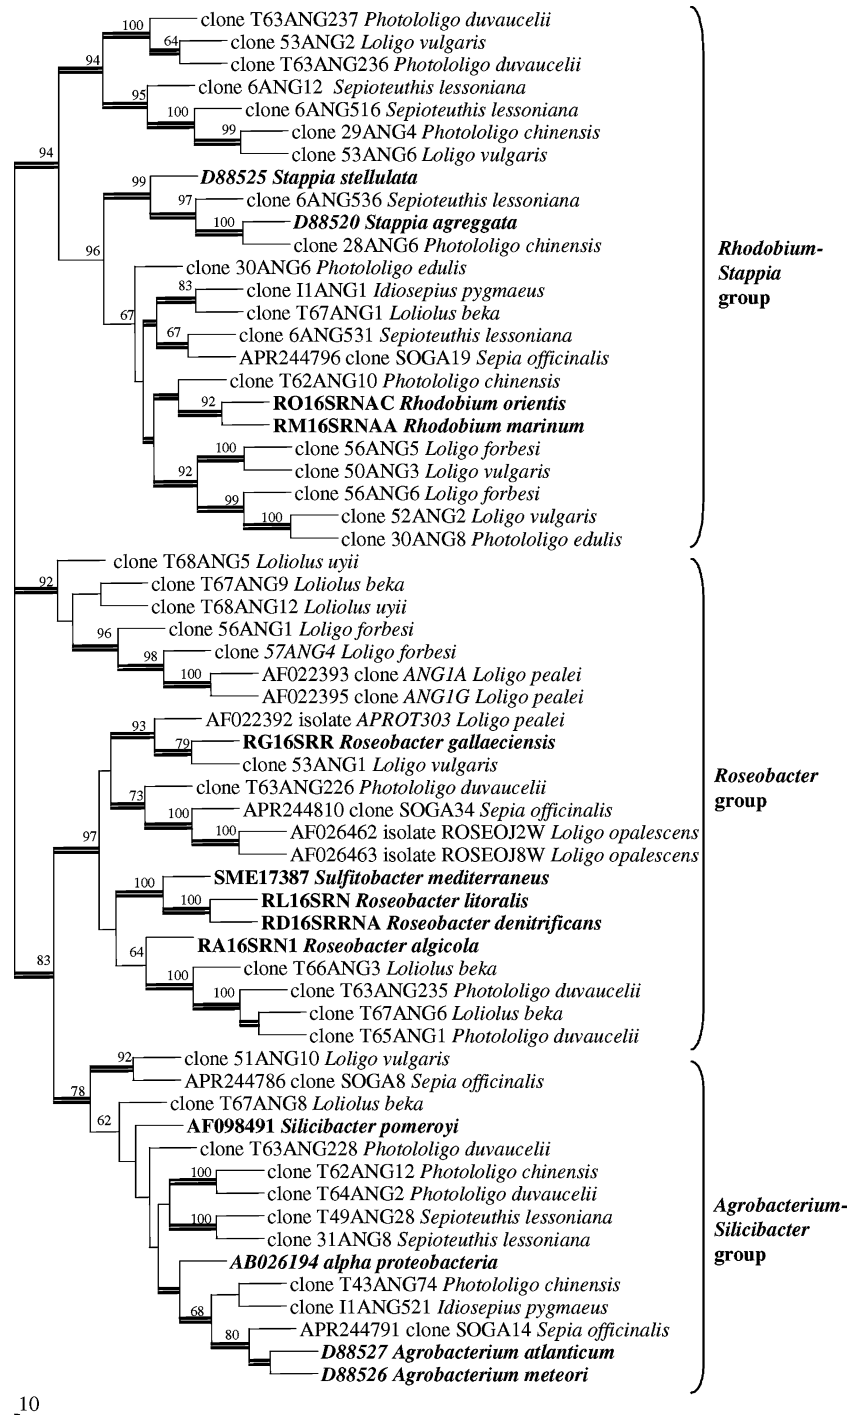 clone T63ANG237 Photololigo duvaucelii
100
clone 53ANG2 Loligo vulgaris
64
clone T63ANG236 Photololigo duvaucelii
94
clone 6ANG12 Sepioteuthis lessoniana
95
clone 6ANG516 Sepioteuthis lessoniana
100
clone 29ANG4 Photololigo chinensis
99
clone 53ANG6 Loligo vulgaris
94
D88525 Stappia stellulata
99
clone 6ANG536 Sepioteuthis lessoniana
97
D88520 Stappia agreggata
100
clone 28ANG6 Photololigo chinensis
96
clone 30ANG6 Photololigo edulis
clone I1ANG1 Idiosepius pygmaeus
83
clone T67ANG1 Loliolus beka
67
clone 6ANG531 Sepioteuthis lessoniana
67
APR244796 clone SOGA19 Sepia officinalis
clone T62ANG10 Photololigo chinensis
RO16SRNAC Rhodobium orientis
92
RM16SRNAA Rhodobium marinum
clone 56ANG5 Loligo forbesi
100
clone 50ANG3 Loligo vulgaris
92
clone 56ANG6 Loligo forbesi
99
clone 52ANG2 Loligo vulgaris
100
clone 30ANG8 Photololigo edulis
Rhodobium-
Stappia
group
clone T68ANG5 Loliolus uyii
92
clone T67ANG9 Loliolus beka
clone T68ANG12 Loliolus uyii
clone 56ANG1 Loligo forbesi
96
clone 57ANG4 Loligo forbesi
98
AF022393 clone ANG1A Loligo pealei
100
AF022395 clone ANG1G Loligo pealei
AF022392 isolate APROT303 Loligo pealei
93
RG16SRR Roseobacter gallaeciensis
79
clone 53ANG1 Loligo vulgaris
clone T63ANG226 Photololigo duvaucelii
73
APR244810 clone SOGA34 Sepia officinalis
100
AF026462 isolate ROSEOJ2W Loligo opalescens
100
AF026463 isolate ROSEOJ8W Loligo opalescens
97
SME17387 Sulfitobacter mediterraneus
100
RL16SRN Roseobacter litoralis
100
RD16SRRNA Roseobacter denitrificans
RA16SRN1 Roseobacter algicola
64
clone T66ANG3 Loliolus beka
100
clone T63ANG235 Photololigo duvaucelii
100
clone T67ANG6 Loliolus beka
clone T65ANG1 Photololigo duvaucelii
83
Roseobacter
group
clone 51ANG10 Loligo vulgaris
92
APR244786 clone SOGA8 Sepia officinalis
78
clone T67ANG8 Loliolus beka
62
AF098491 Silicibacter pomeroyi
clone T63ANG228 Photololigo duvaucelii
clone T62ANG12 Photololigo chinensis
100
clone T64ANG2 Photololigo duvaucelii
clone T49ANG28 Sepioteuthis lessoniana
100
clone 31ANG8 Sepioteuthis lessoniana
AB026194 alpha proteobacteria
clone T43ANG74 Photololigo chinensis
68
clone I1ANG521 Idiosepius pygmaeus
APR244791 clone SOGA14 Sepia officinalis
80
D88527 Agrobacterium atlanticum
D88526 Agrobacterium meteori
Agrobacterium-
Silicibacter
group
10